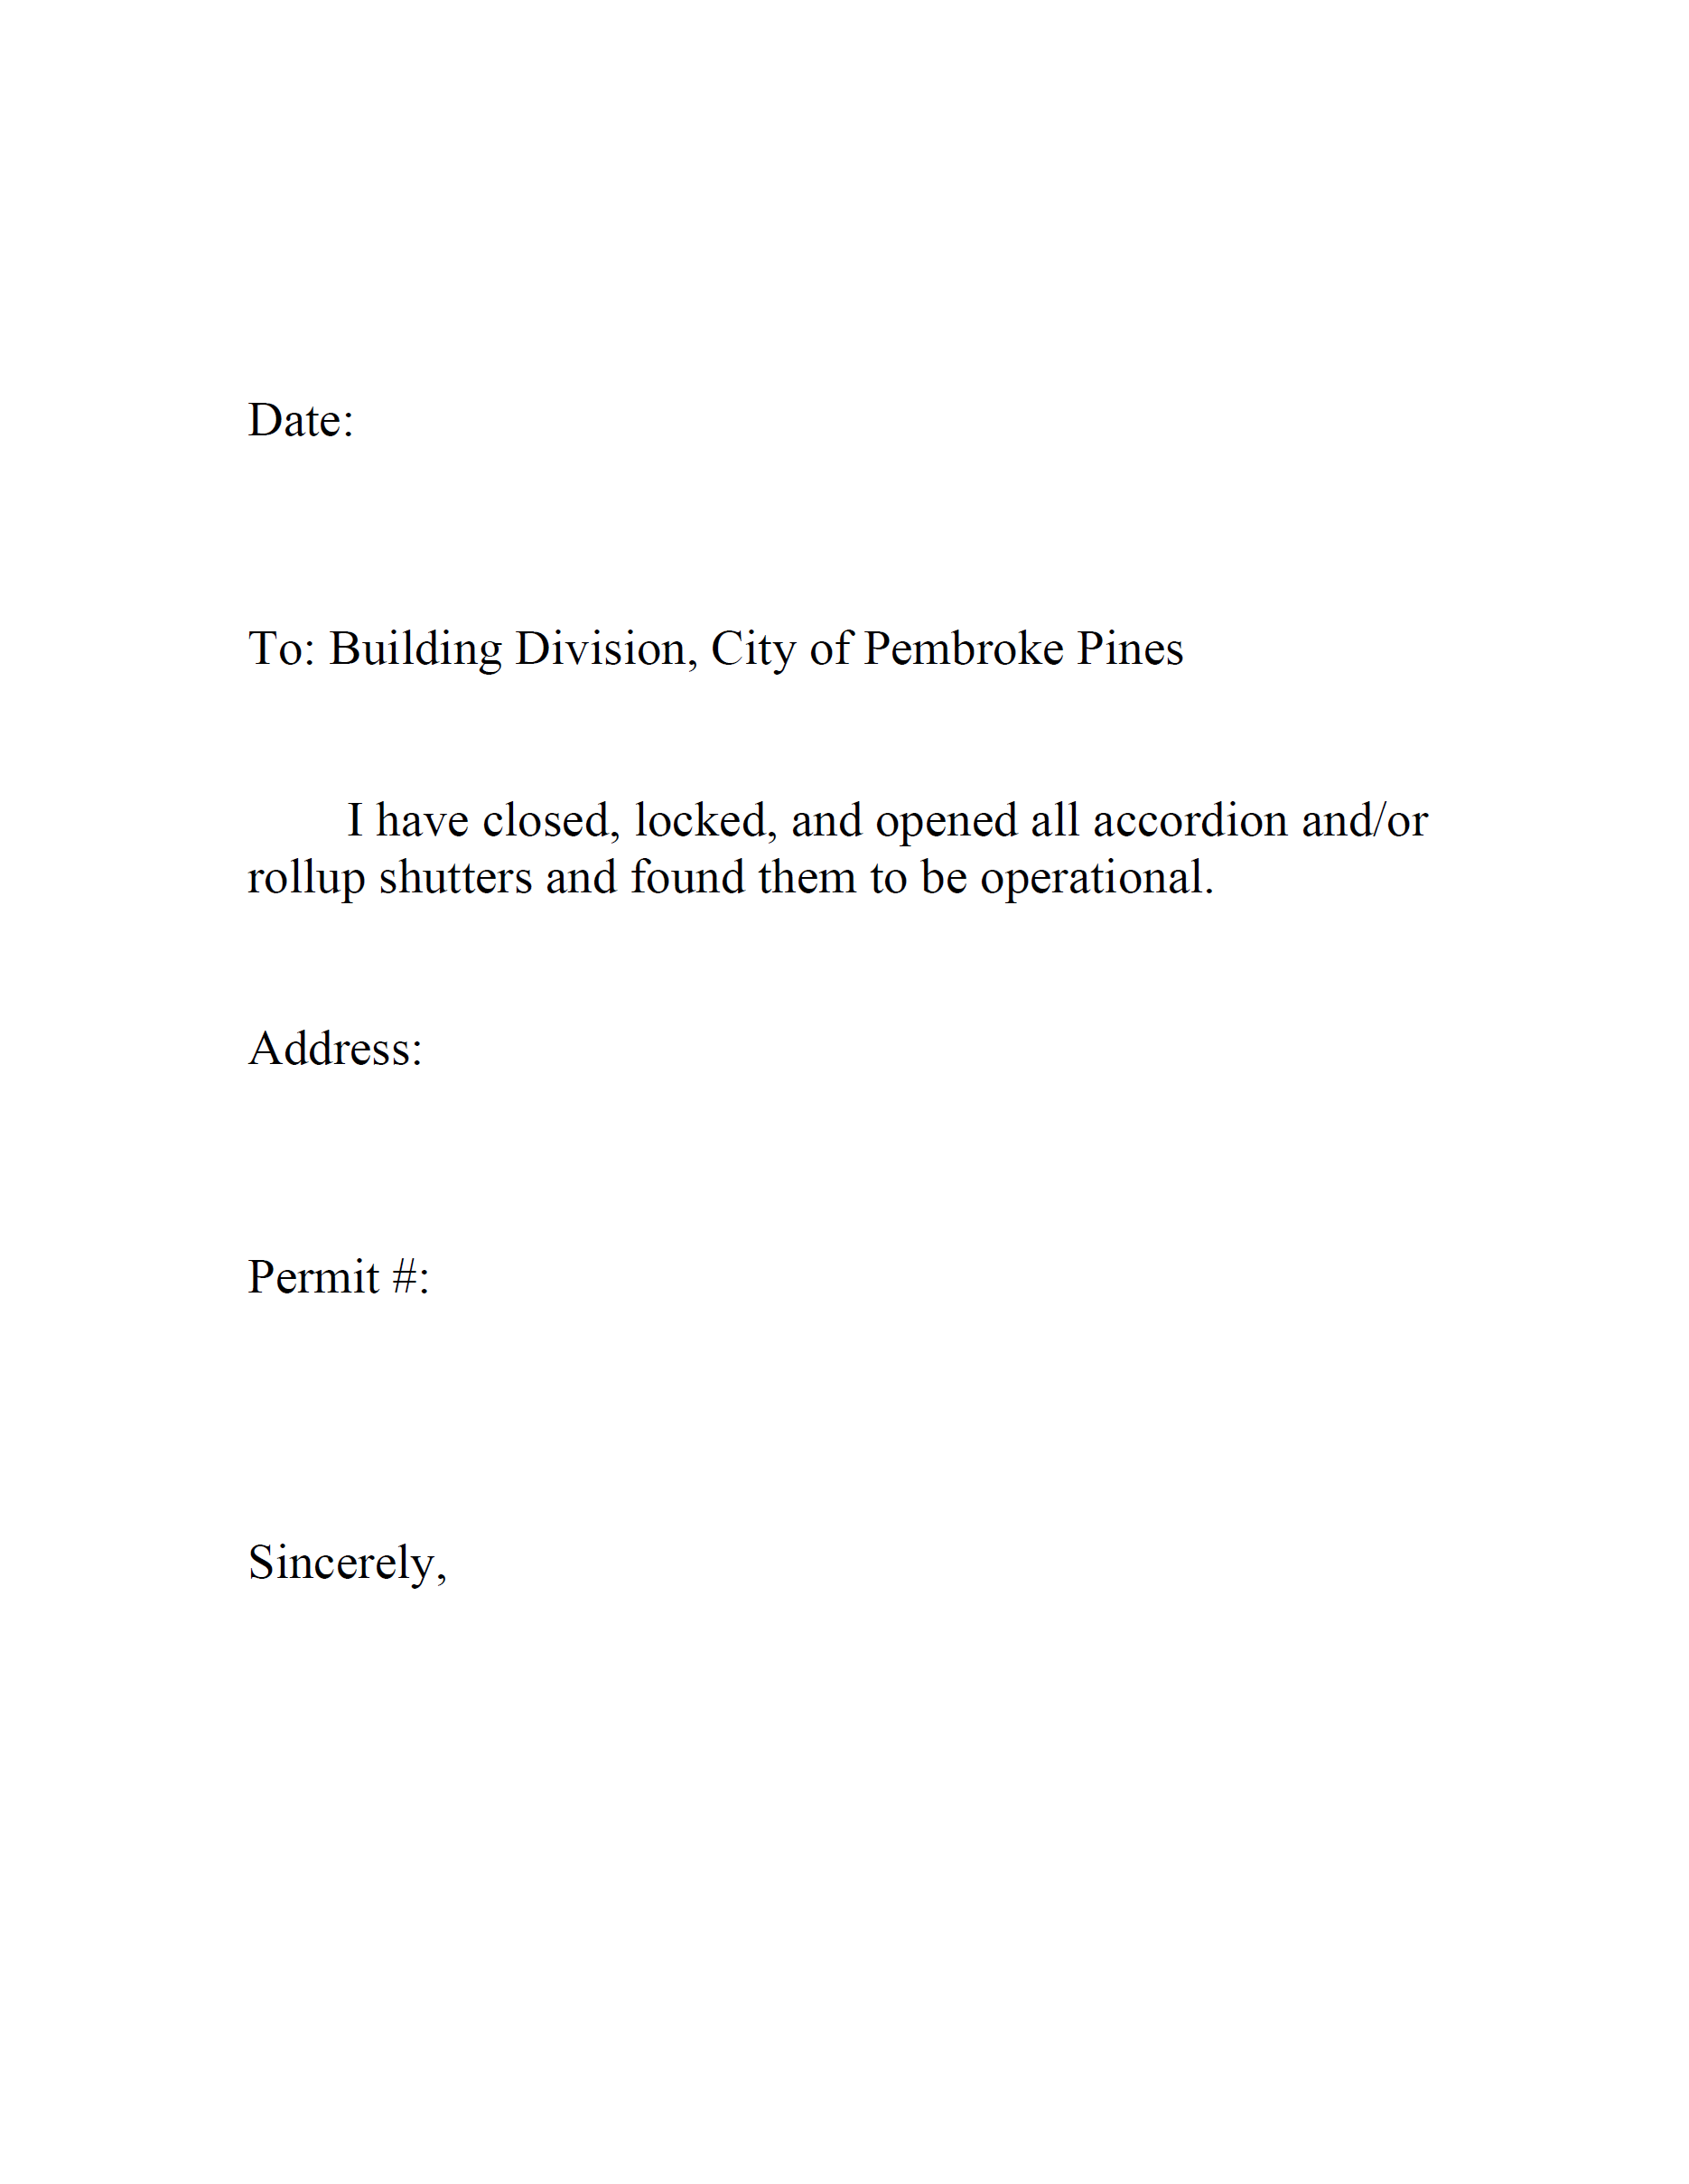 Date:
To: Building Division, City of Pembroke Pines
I have closed, locked, and opened all accordion and/or
rollup shutters and found them to be operational.
Address:
Permit #:
Sincerely,